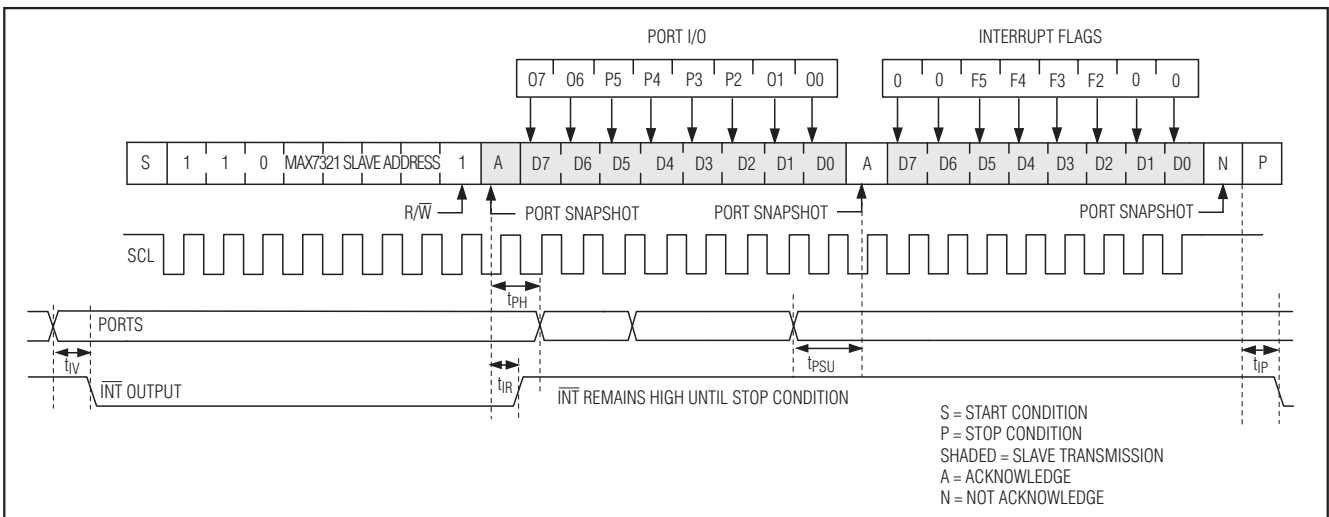 PORT I/O INTERRUPT FLAGS
O7 O6 P5 P4 P3 P2 O1 O0 0 0 F5 F4 F3 F2 0 0
S 1 1 0 MAX7321 SLAVE ADDRESS 1 A D7 D6 D5 D4 D3 D2 D1 D0 A D7 D6 D5 D4 D3 D2 D1 D0 N P
R/W̅ PORT SNAPSHOT PORT SNAPSHOT PORT SNAPSHOT
SCL
tPH
PORTS
tIV tPSU tIP
tIR
I̅N̅T̅ OUTPUT I̅N̅T̅ REMAINS HIGH UNTIL STOP CONDITION
S = START CONDITION
P = STOP CONDITION
SHADED = SLAVE TRANSMISSION
A = ACKNOWLEDGE
N = NOT ACKNOWLEDGE